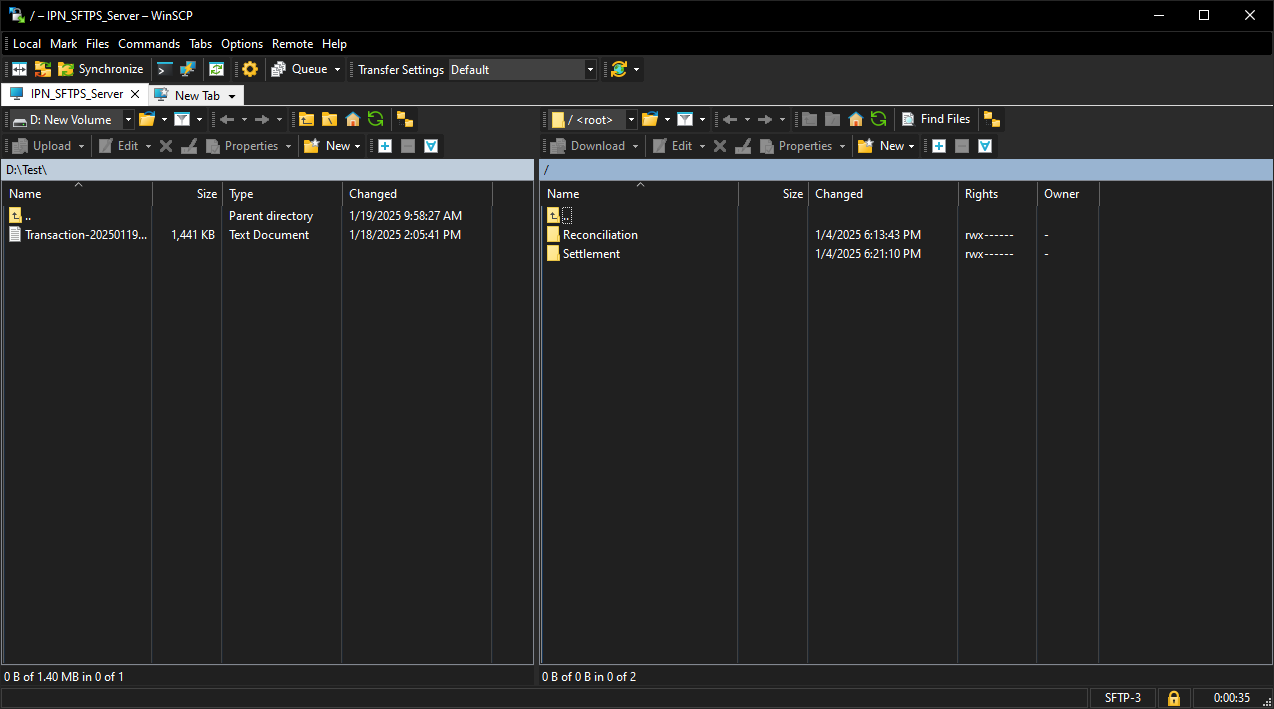 / – IPN_SFTPS_Server – WinSCP
Local Mark Files Commands Tabs Options Remote Help
Synchronize Queue Transfer Settings Default
IPN_SFTPS_Server New Tab
D: New Volume
/ <root> Find Files
Upload Edit Properties New
Download Edit Properties New
D:\Test\
/
Name Size Type Changed
.. Parent directory 1/19/2025 9:58:27 AM
Transaction-20250119... 1,441 KB Text Document 1/18/2025 2:05:41 PM
Name Size Changed Rights Owner
..
Reconciliation 1/4/2025 6:13:43 PM rwx------ -
Settlement 1/4/2025 6:21:10 PM rwx------ -
0 B of 1.40 MB in 0 of 1
0 B of 0 B in 0 of 2
SFTP-3 0:00:35